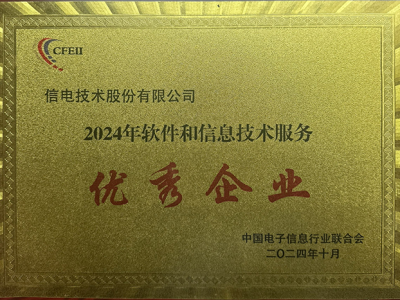 CFEII
信电技术股份有限公司
2024年软件和信息技术服务
优秀企业
中国电子信息行业联合会
二〇二四年十月